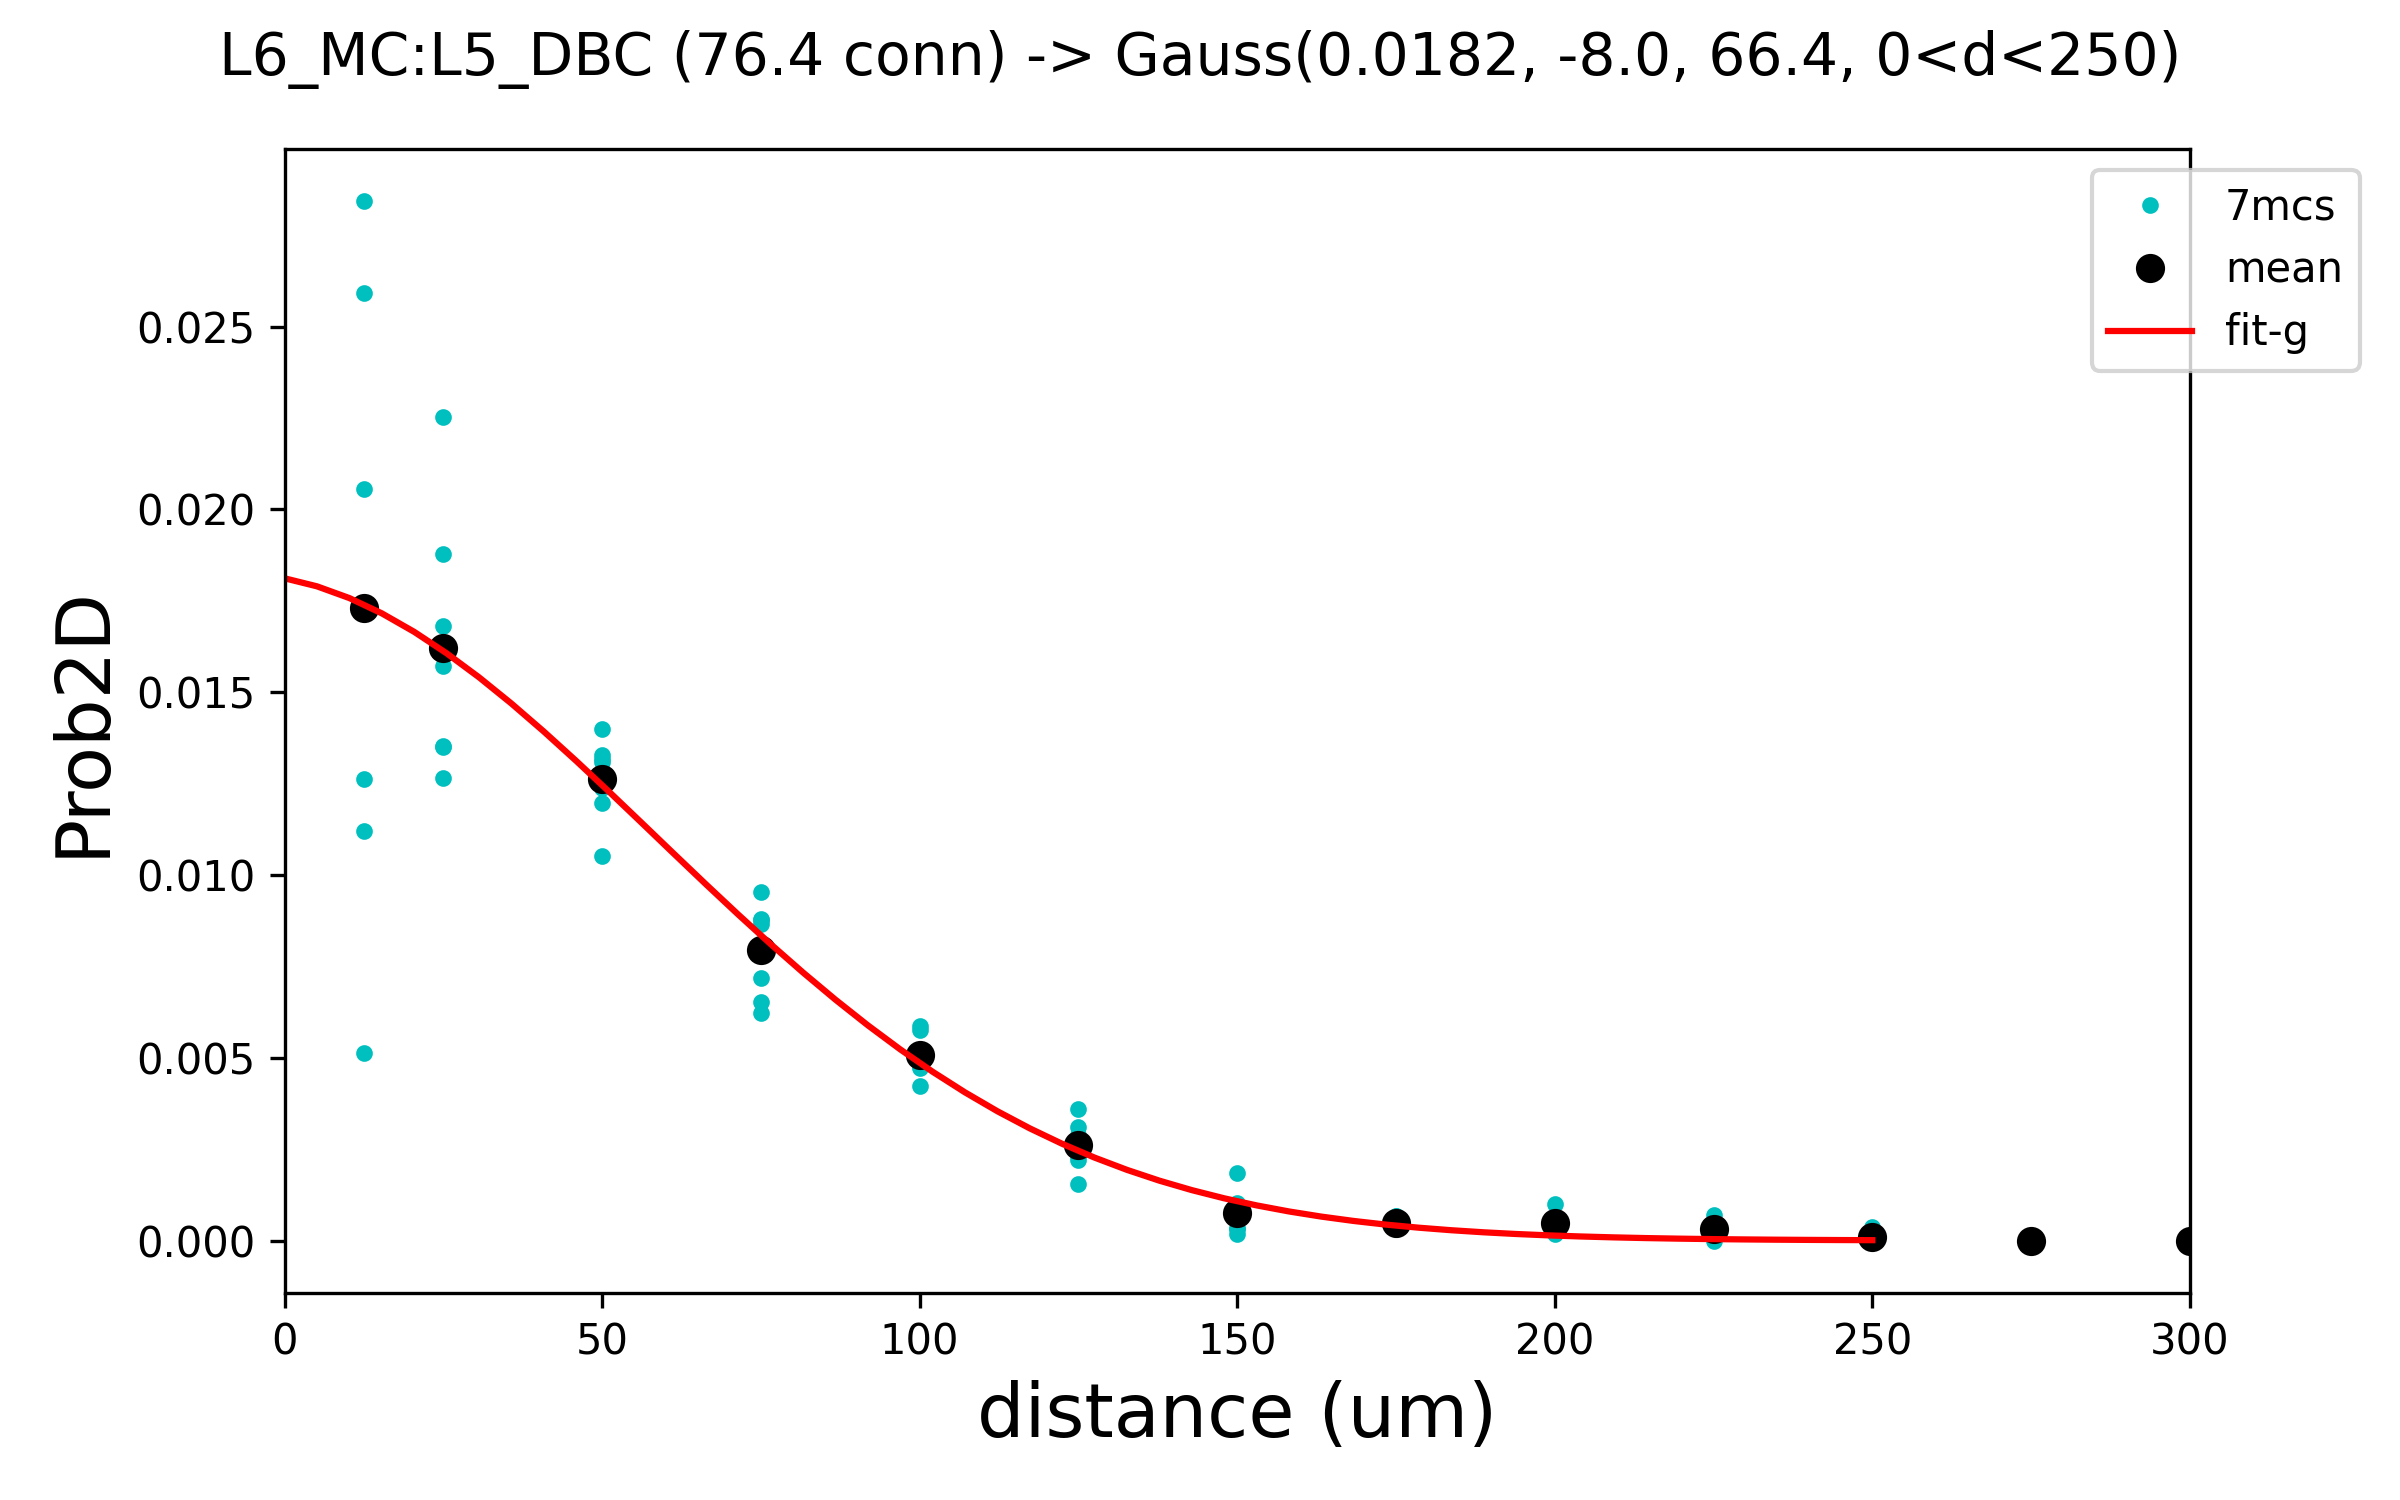 L6_MC:L5_DBC (76.4 conn) -> Gauss(0.0182, -8.0, 66.4, 0<d<250)
7mcs
mean
fit-g
Prob2D
0.025
0.020
0.015
0.010
0.005
0.000
0 50 100 150 200 250 300
distance (um)